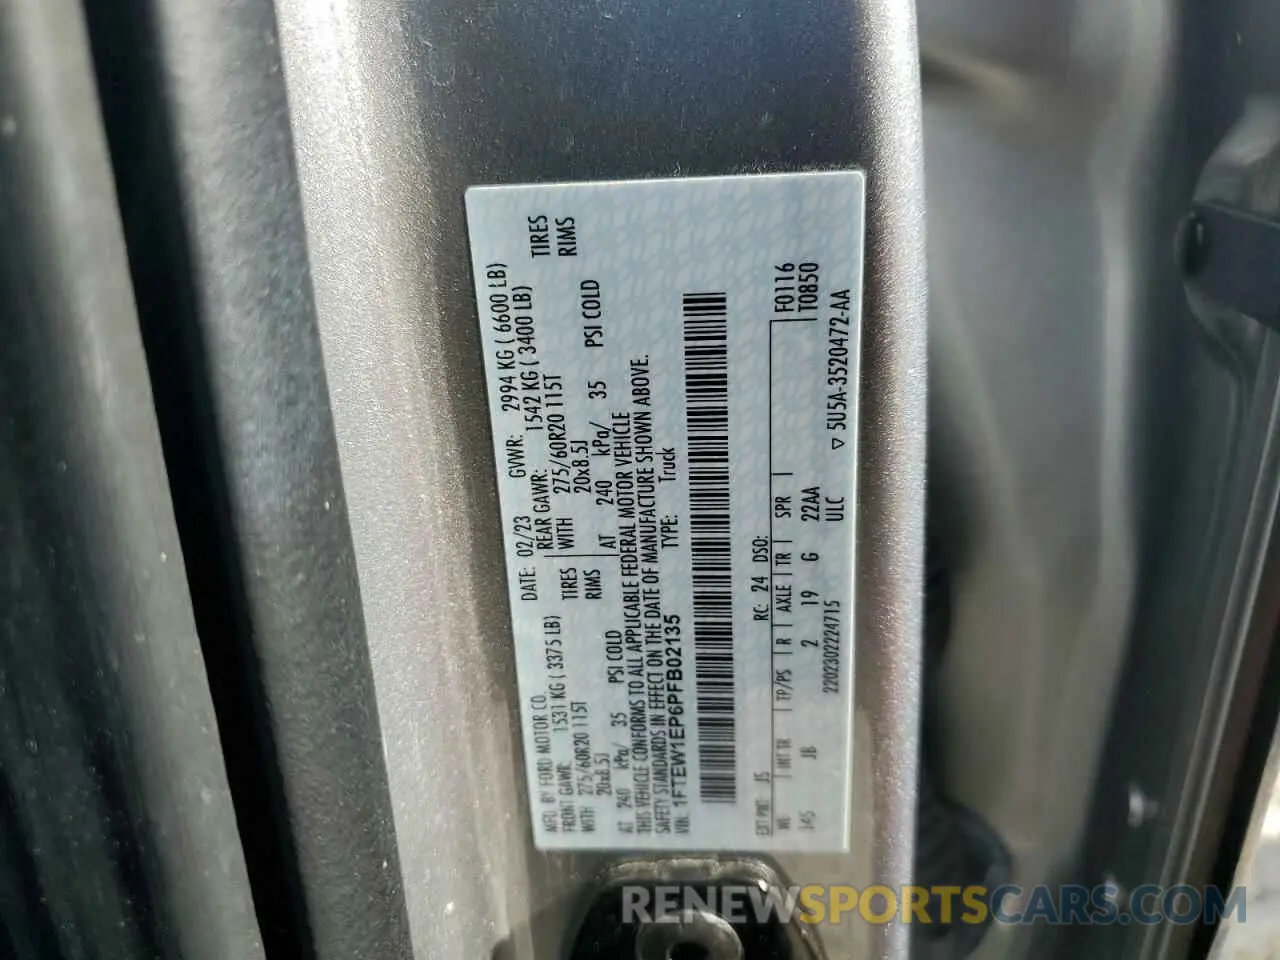 MFD. BY FORD MOTOR CO. DATE: 02/23 GVWR: 2994 KG ( 6600 LB)
FRONT GAWR: 1531 KG ( 3375 LB) REAR GAWR: 1542 KG ( 3400 LB)
WITH 275/60R20 115T TIRES WITH 275/60R20 115T TIRES
20x8.5J RIMS 20x8.5J RIMS
AT 240 kPa/ 35 PSI COLD AT 240 kPa/ 35 PSI COLD
THIS VEHICLE CONFORMS TO ALL APPLICABLE FEDERAL MOTOR VEHICLE
SAFETY STANDARDS IN EFFECT ON THE DATE OF MANUFACTURE SHOWN ABOVE.
VIN: 1FTEW1EP6PFB02135 TYPE: Truck
EXT PNT: JS RC: 24 DSO: F0116
WB INT TR TP/PS R AXLE TR SPR T0850
145 JB 2 19 G 22AA
2202302224715 ULC ▽ 5U5A-3520472-AA
RENEWSPORTSCARS.COM